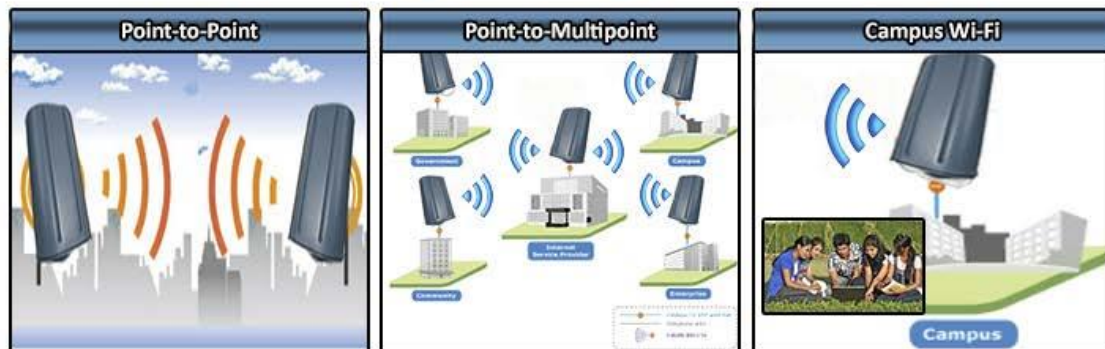 Point-to-Point
Point-to-Multipoint
Government
Campus
Internet
Service Provider
Community
Enterprise
Campus Wi-Fi
Campus